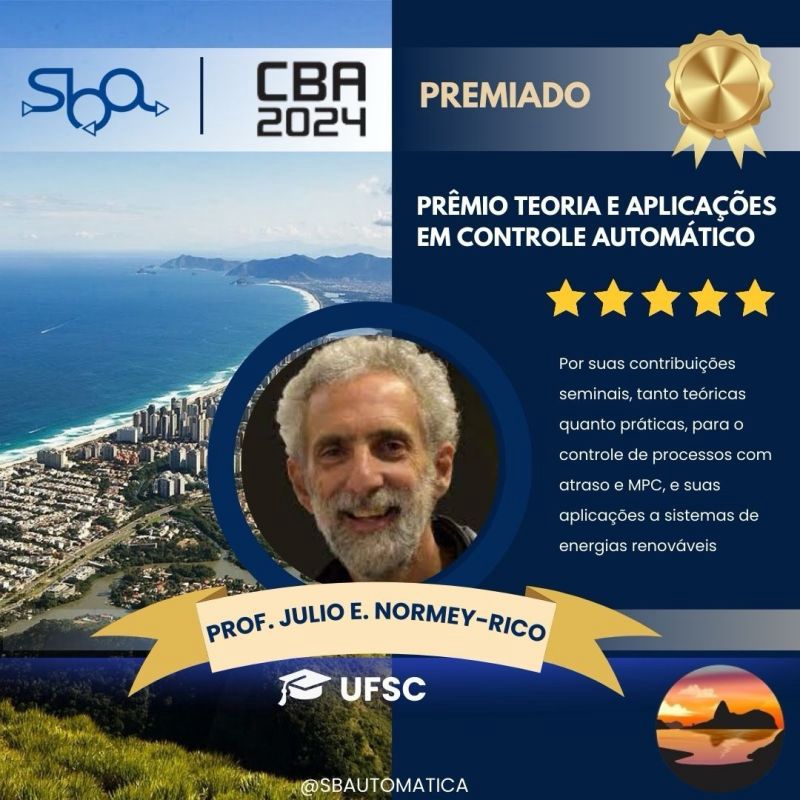 sba
CBA
2024
PREMIADO
PRÊMIO TEORIA E APLICAÇÕES
EM CONTROLE AUTOMÁTICO
Por suas contribuições
seminais, tanto teóricas
quanto práticas, para o
controle de processos com
atraso e MPC, e suas
aplicações a sistemas de
energias renováveis
PROF. JULIO E. NORMEY-RICO
UFSC
@SBAUTOMATICA